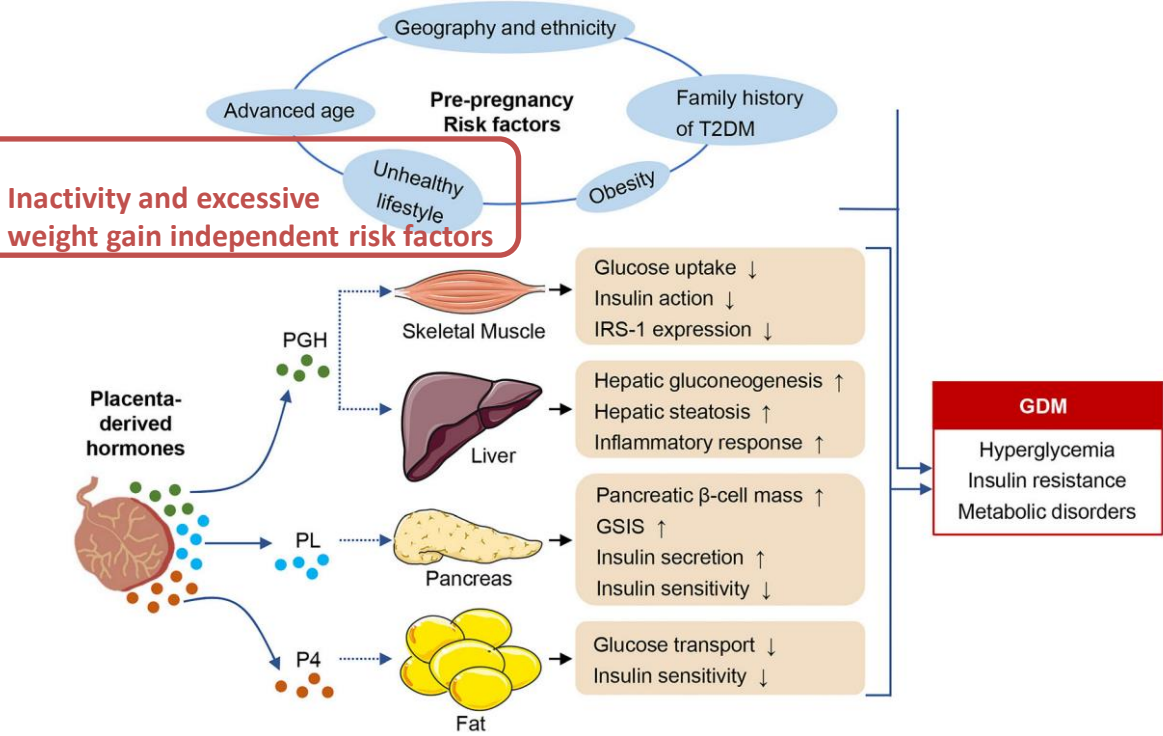 Geography and ethnicity
Advanced age
Pre-pregnancy
Risk factors
Family history
of T2DM
Unhealthy
lifestyle
Obesity
Inactivity and excessive
weight gain independent risk factors
Placenta-
derived
hormones
PGH
PL
P4
Skeletal Muscle
Glucose uptake ↓
Insulin action ↓
IRS-1 expression ↓
Liver
Hepatic gluconeogenesis ↑
Hepatic steatosis ↑
Inflammatory response ↑
Pancreas
Pancreatic β-cell mass ↑
GSIS ↑
Insulin secretion ↑
Insulin sensitivity ↓
Fat
Glucose transport ↓
Insulin sensitivity ↓
GDM
Hyperglycemia
Insulin resistance
Metabolic disorders